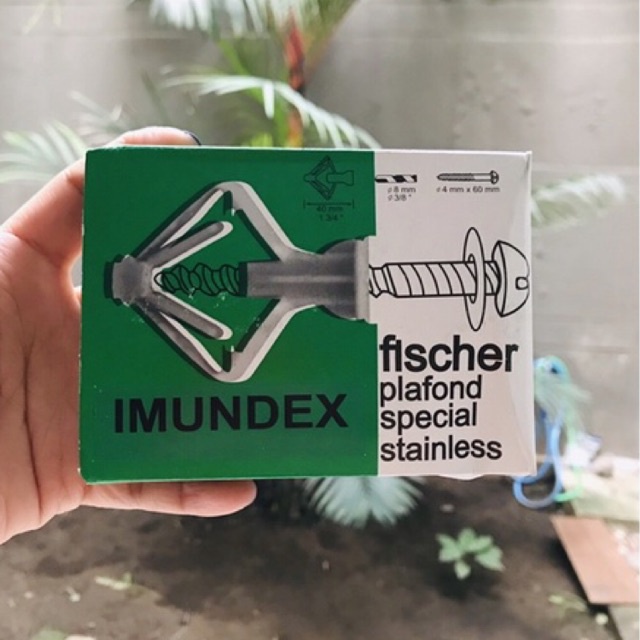 40 mm
1 3/4 "
ø 8 mm
ø 3/8 "
ø 4 mm x 60 mm
IMUNDEX
fischer
plafond
special
stainless